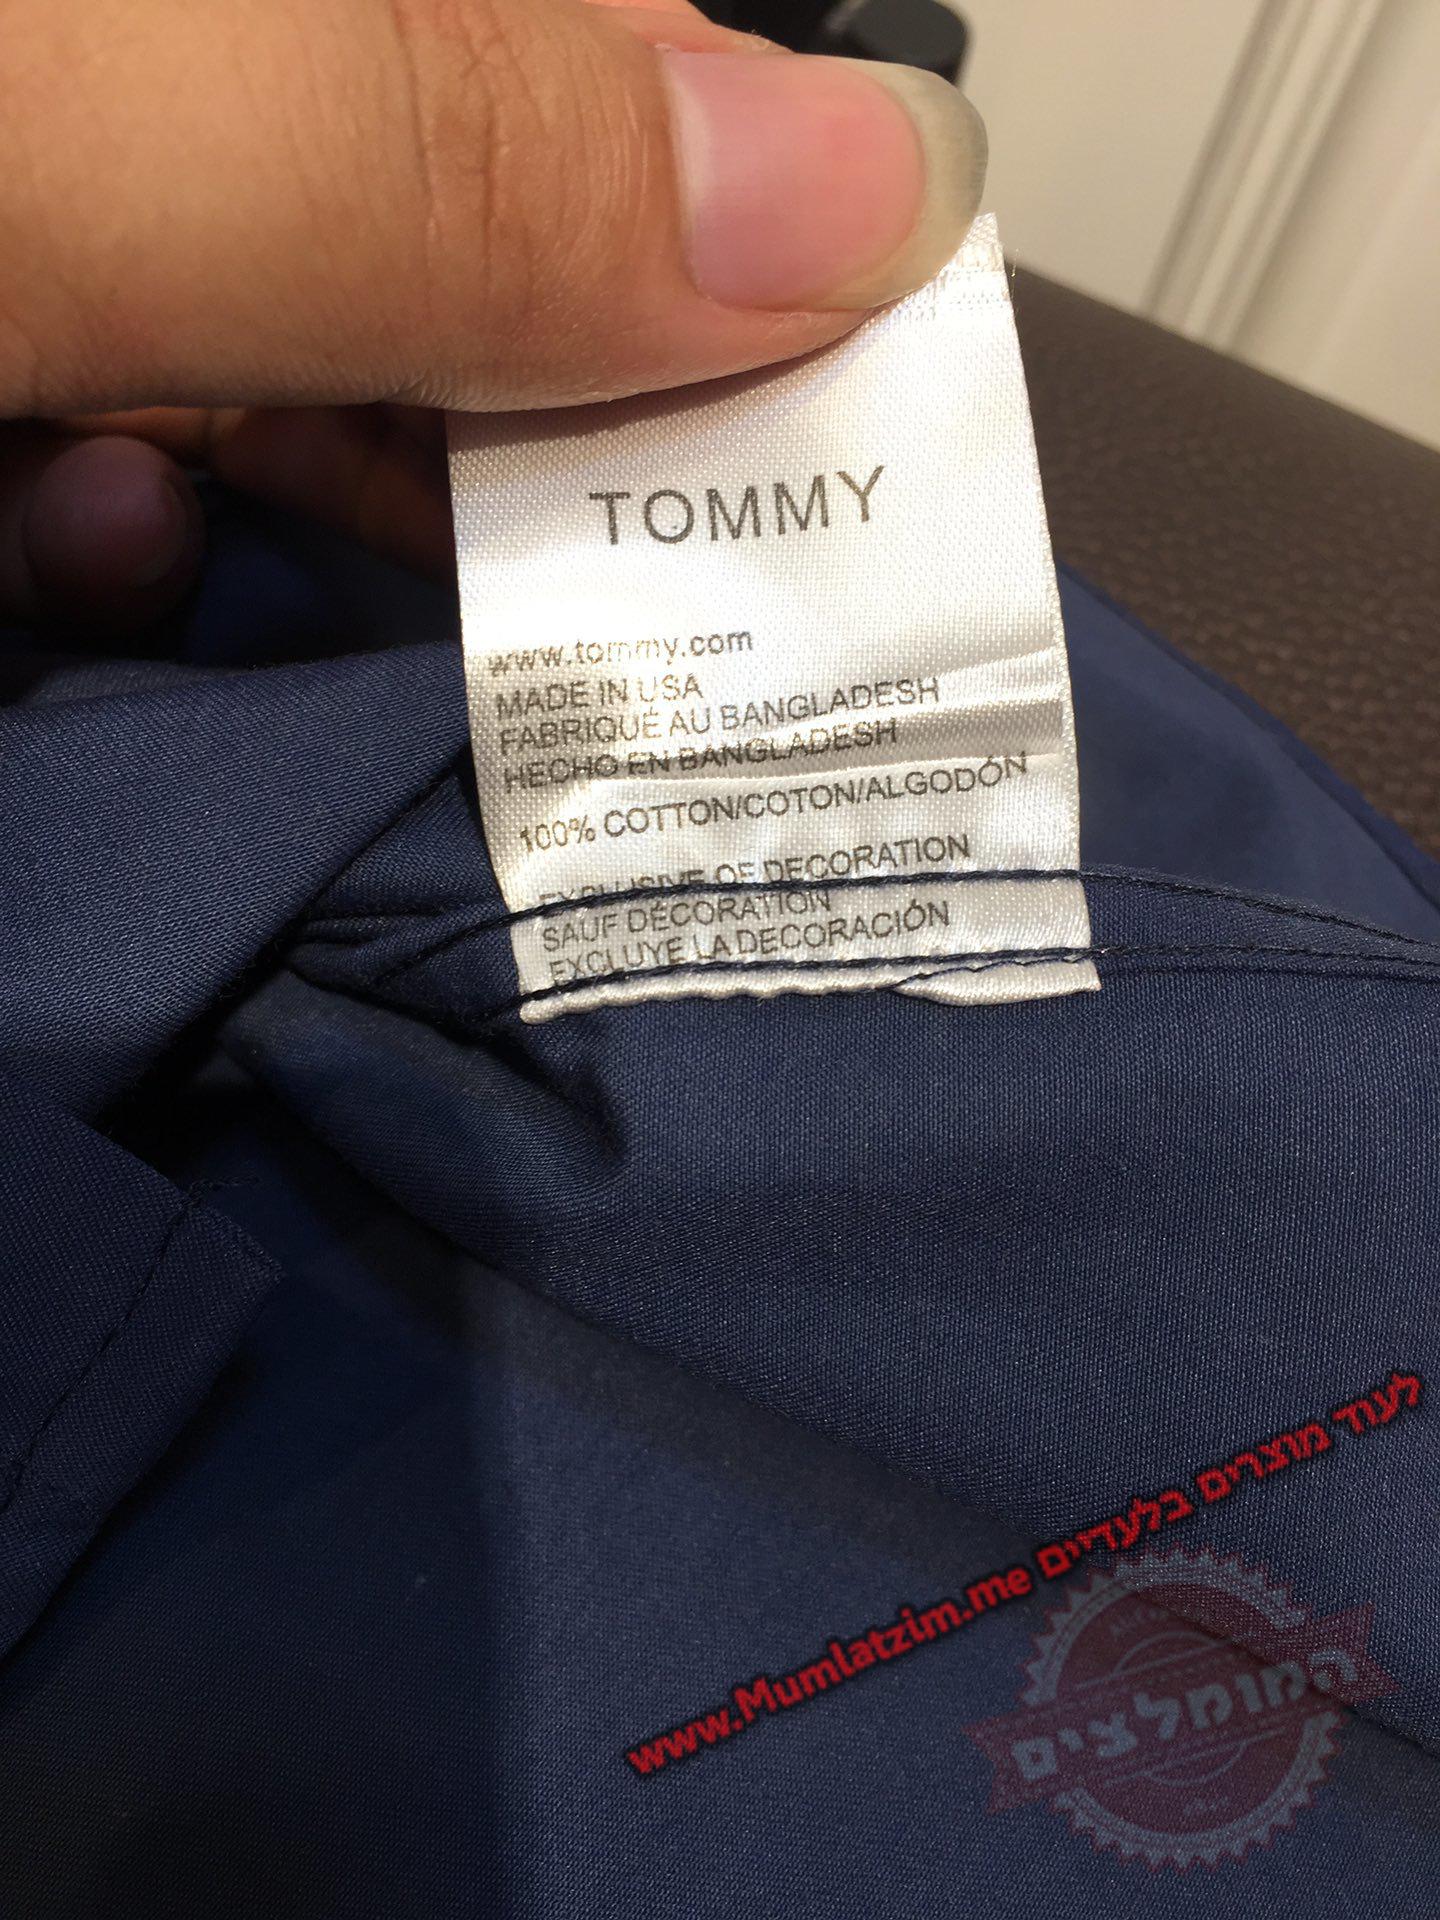 TOMMY
www.tommy.com
MADE IN USA
FABRIQUÉ AU BANGLADESH
HECHO EN BANGLADESH
100% COTTON/COTON/ALGODÓN
EXCLUSIVE OF DECORATION
SAUF DÉCORATION
EXCLUYE LA DECORACIÓN
לעוד מוצרים בלעדיים www.Mumlatzim.me
המומלצים